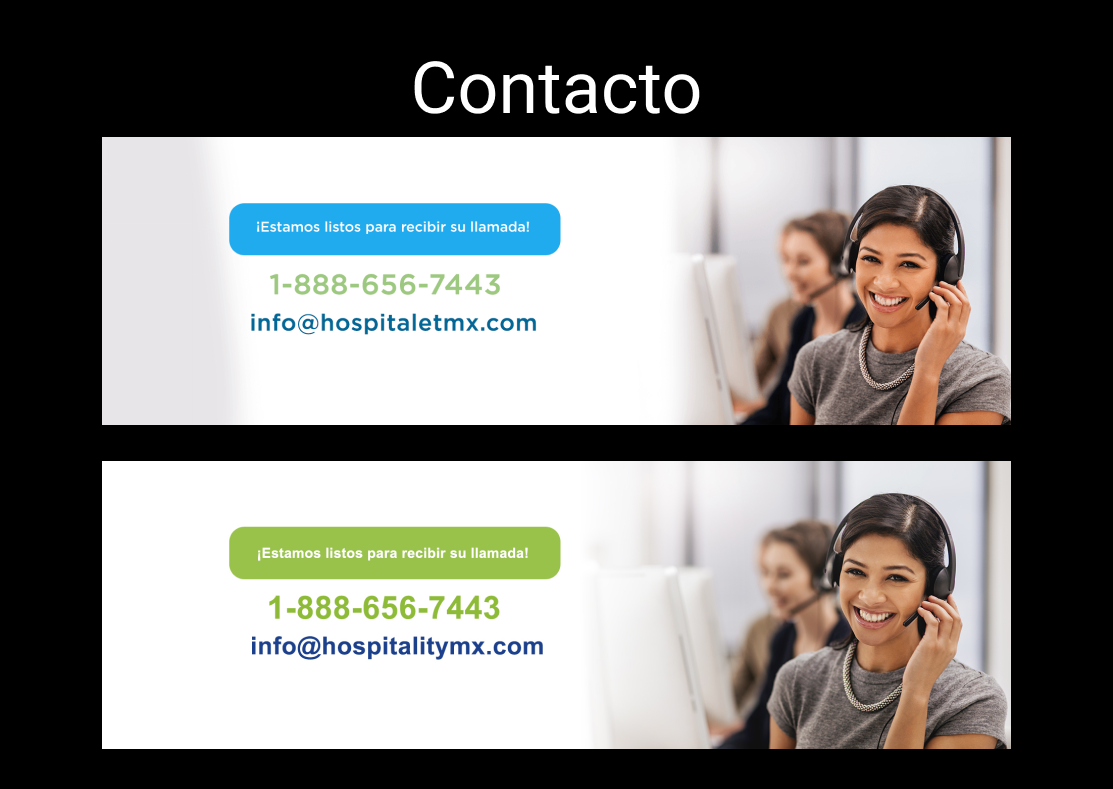 Contacto
¡Estamos listos para recibir su llamada!
1-888-656-7443
info@hospitaletmx.com
¡Estamos listos para recibir su llamada!
1-888-656-7443
info@hospitalitymx.com